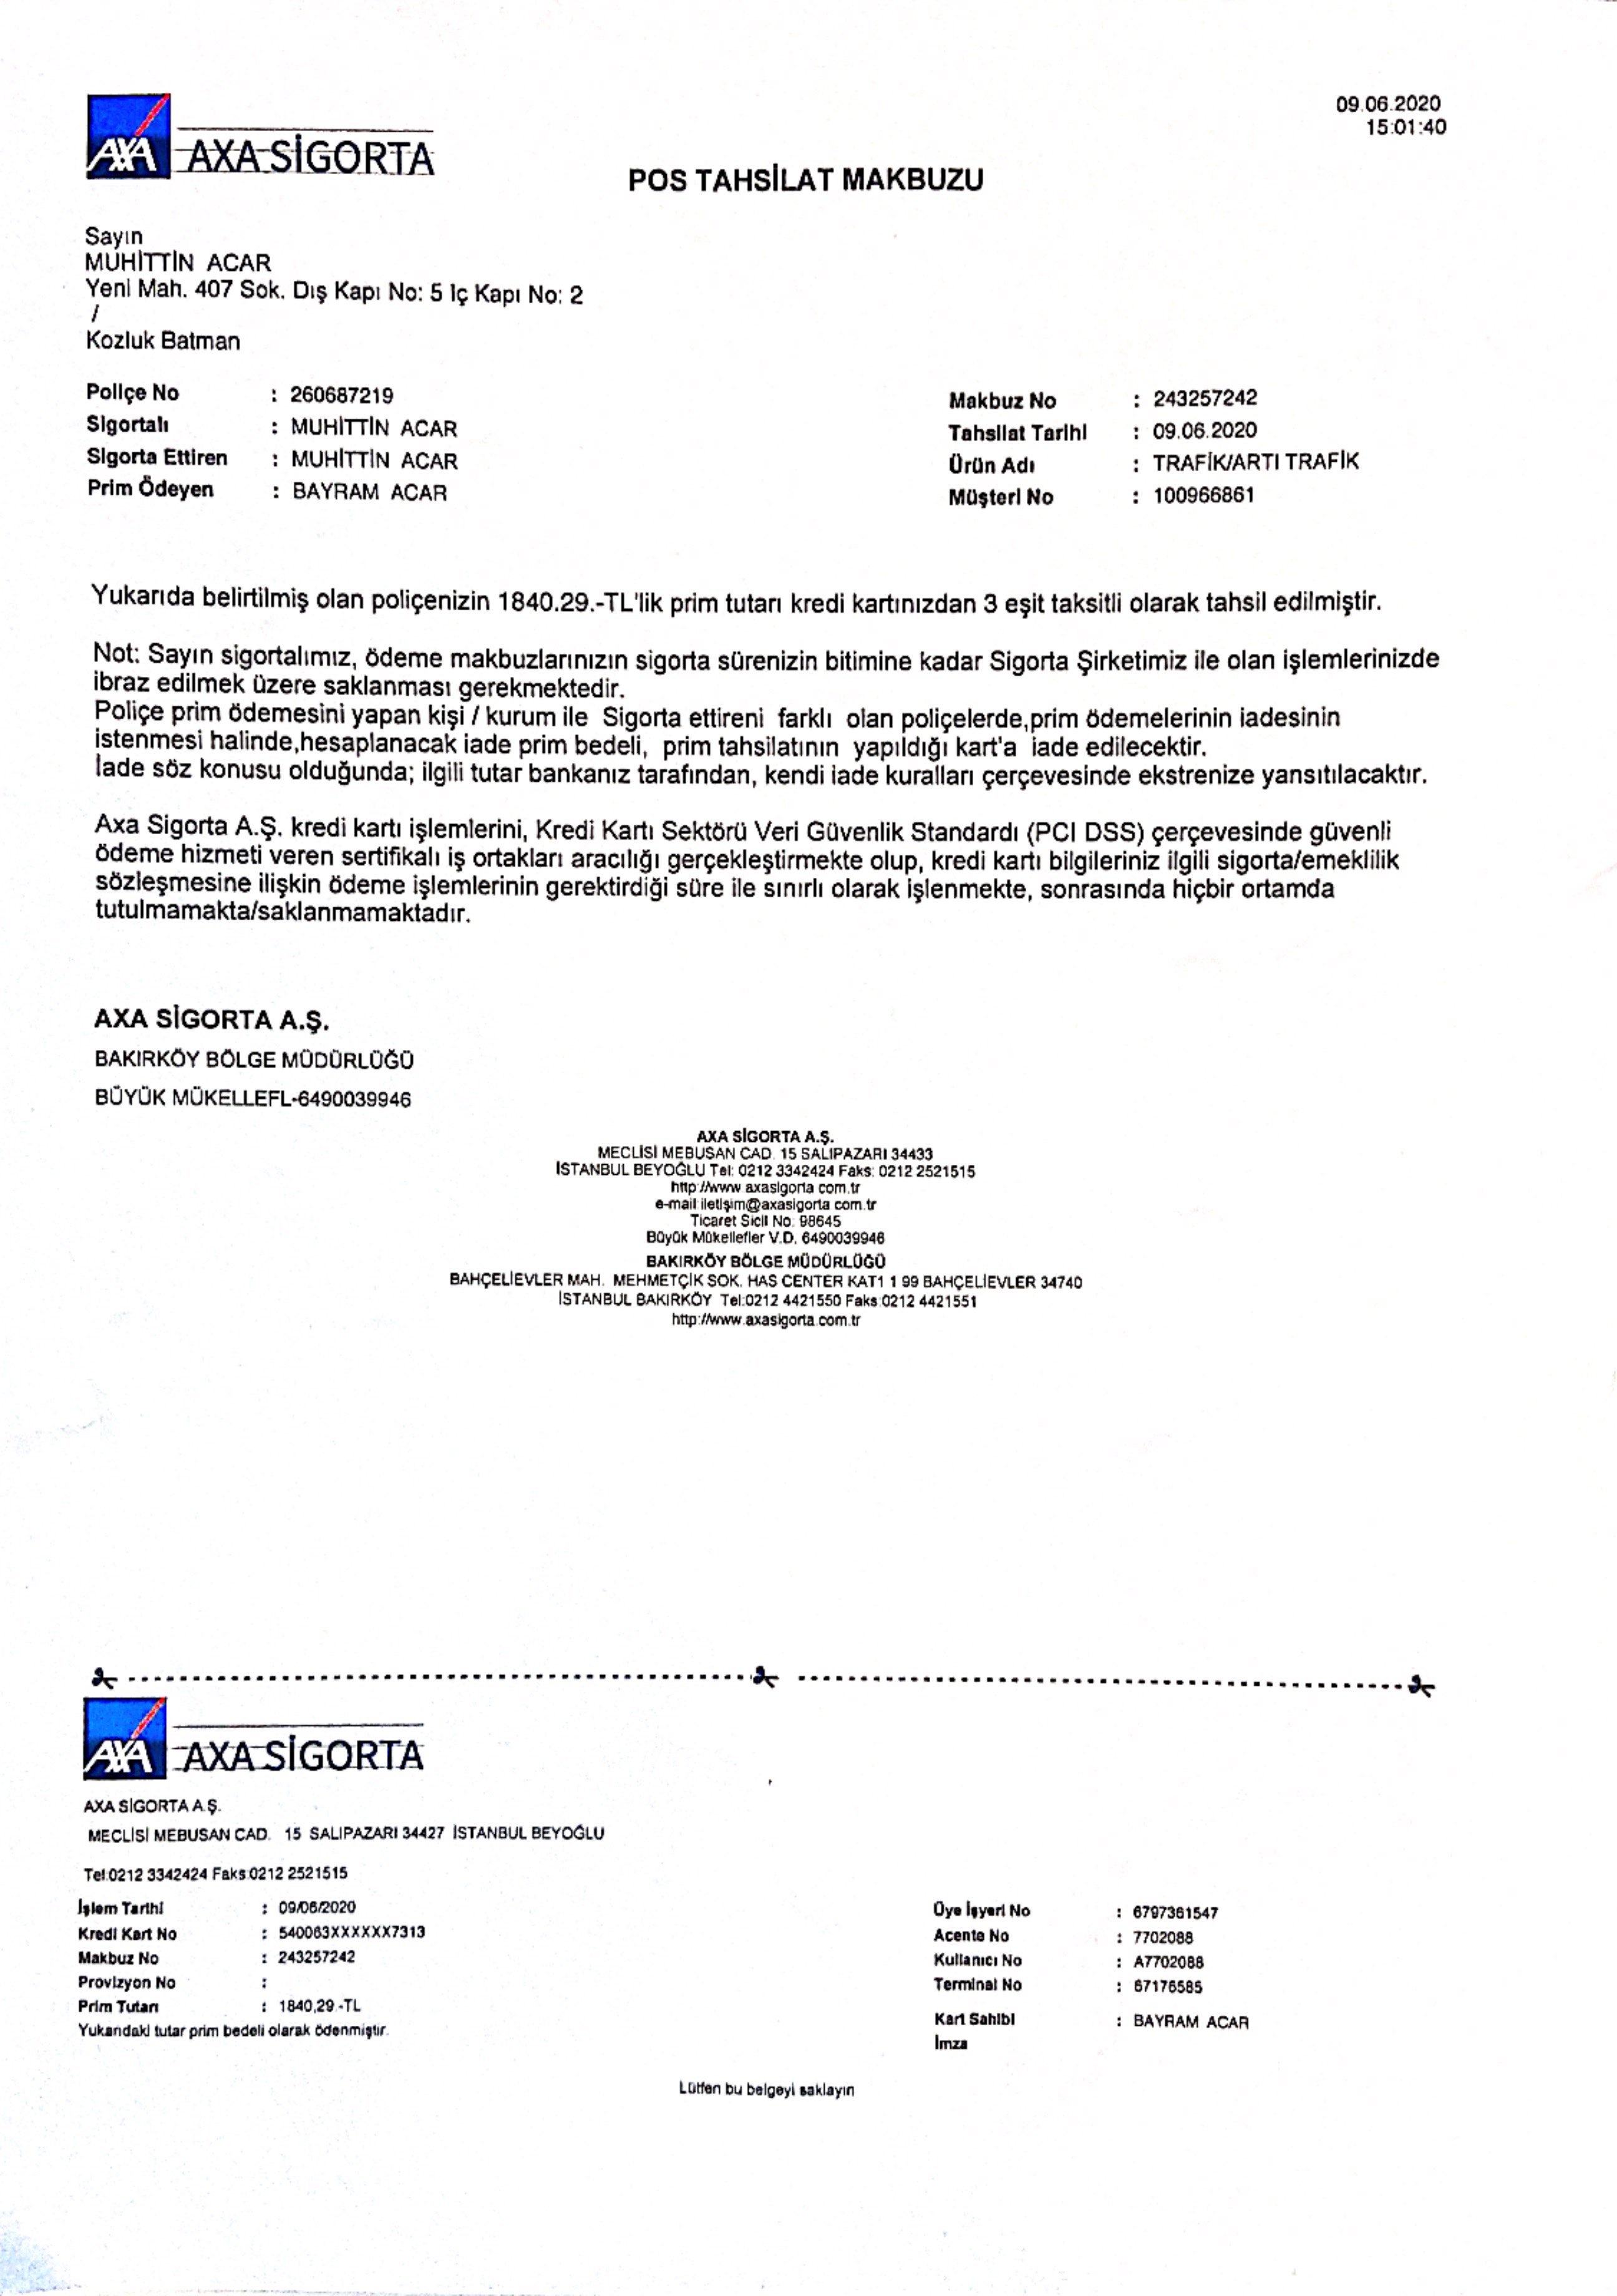 09.06.2020
15:01:40
AXA AXA SİGORTA
POS TAHSİLAT MAKBUZU
Sayın
MUHİTTİN ACAR
Yeni Mah. 407 Sok. Dış Kapı No: 5 Iç Kapı No: 2
/
Kozluk Batman
Poliçe No : 260687219
Sigortalı : MUHİTTİN ACAR
Sigorta Ettiren : MUHİTTİN ACAR
Prim Ödeyen : BAYRAM ACAR
Makbuz No : 243257242
Tahsilat Tarihi : 09.06.2020
Ürün Adı : TRAFİK/ARTI TRAFİK
Müşteri No : 100966861
Yukarıda belirtilmiş olan poliçenizin 1840.29.-TL'lik prim tutarı kredi kartınızdan 3 eşit taksitli olarak tahsil edilmiştir.
Not: Sayın sigortalımız, ödeme makbuzlarınızın sigorta sürenizin bitimine kadar Sigorta Şirketimiz ile olan işlemlerinizde
ibraz edilmek üzere saklanması gerekmektedir.
Poliçe prim ödemesini yapan kişi / kurum ile Sigorta ettireni farklı olan poliçelerde,prim ödemelerinin iadesinin
istenmesi halinde,hesaplanacak iade prim bedeli, prim tahsilatının yapıldığı kart'a iade edilecektir.
İade söz konusu olduğunda; ilgili tutar bankanız tarafından, kendi iade kuralları çerçevesinde ekstrenize yansıtılacaktır.
Axa Sigorta A.Ş. kredi kartı işlemlerini, Kredi Kartı Sektörü Veri Güvenlik Standardı (PCI DSS) çerçevesinde güvenli
ödeme hizmeti veren sertifikalı iş ortakları aracılığı gerçekleştirmekte olup, kredi kartı bilgileriniz ilgili sigorta/emeklilik
sözleşmesine ilişkin ödeme işlemlerinin gerektirdiği süre ile sınırlı olarak işlenmekte, sonrasında hiçbir ortamda
tutulmamakta/saklanmamaktadır.
AXA SİGORTA A.Ş.
BAKIRKÖY BÖLGE MÜDÜRLÜĞÜ
BÜYÜK MÜKELLEFL-6490039946
AXA SİGORTA A.Ş.
MECLİSİ MEBUSAN CAD. 15 SALIPAZARI 34433
İSTANBUL BEYOĞLU Tel: 0212 3342424 Faks: 0212 2521515
http://www.axasigorta.com.tr
e-mail:iletişim@axasigorta.com.tr
Ticaret Sicil No: 98645
Büyük Mükellefler V.D. 6490039946
BAKIRKÖY BÖLGE MÜDÜRLÜĞÜ
BAHÇELİEVLER MAH. MEHMETÇİK SOK. HAS CENTER KAT1 1 99 BAHÇELİEVLER 34740
İSTANBUL BAKIRKÖY Tel:0212 4421550 Faks:0212 4421551
http://www.axasigorta.com.tr
AXA AXA SİGORTA
AXA SİGORTA A.Ş.
MECLİSİ MEBUSAN CAD. 15 SALIPAZARI 34427 İSTANBUL BEYOĞLU
Tel:0212 3342424 Faks:0212 2521515
İşlem Tarihi : 09/06/2020
Kredi Kart No : 540063XXXXXX7313
Makbuz No : 243257242
Provizyon No :
Prim Tutarı : 1840,29.-TL
Yukarıdaki tutar prim bedeli olarak ödenmiştir.
Üye İşyeri No : 6797361547
Acente No : 7702088
Kullanıcı No : A7702088
Terminal No : 67176585
Kart Sahibi : BAYRAM ACAR
İmza
Lütfen bu belgeyi saklayın